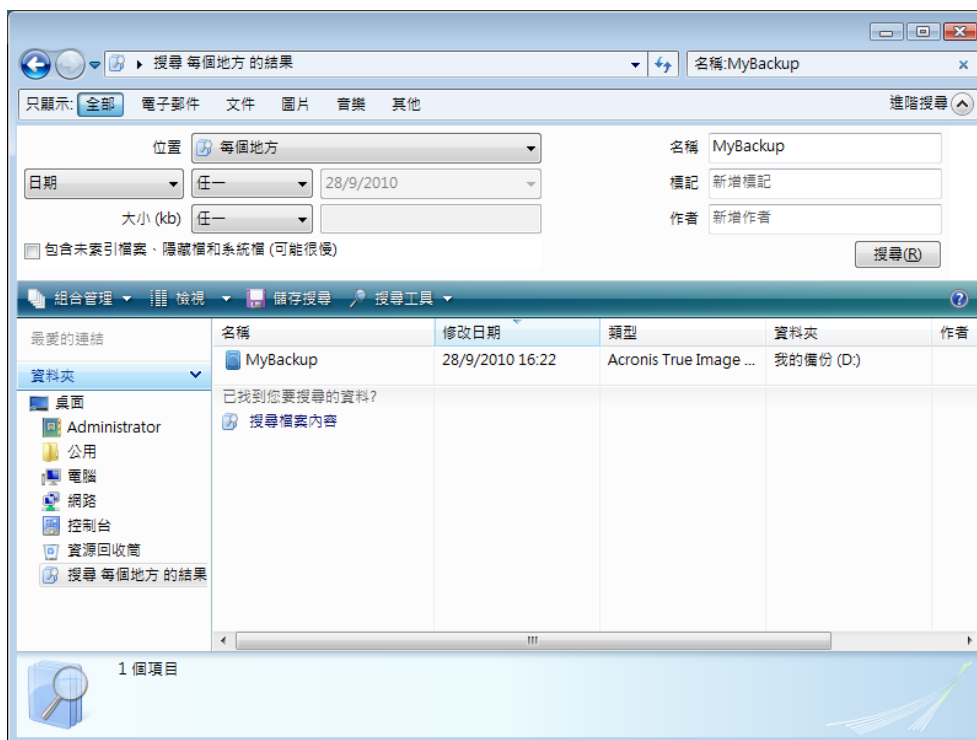 搜尋 每個地方 的結果
名稱:MyBackup
只顯示: 全部 電子郵件 文件 圖片 音樂 其他 進階搜尋
位置 每個地方 名稱 MyBackup
日期 任一 28/9/2010 標記 新增標記
大小 (kb) 任一 作者 新增作者
包含未索引檔案、隱藏檔和系統檔 (可能很慢) 搜尋(R)
組合管理 檢視 儲存搜尋 搜尋工具
最愛的連結
資料夾
桌面
Administrator
公用
電腦
網路
控制台
資源回收筒
搜尋 每個地方 的結果
名稱 修改日期 類型 資料夾 作者
MyBackup 28/9/2010 16:22 Acronis True Image ... 我的備份 (D:)
已找到您要搜尋的資料?
搜尋檔案內容
1 個項目